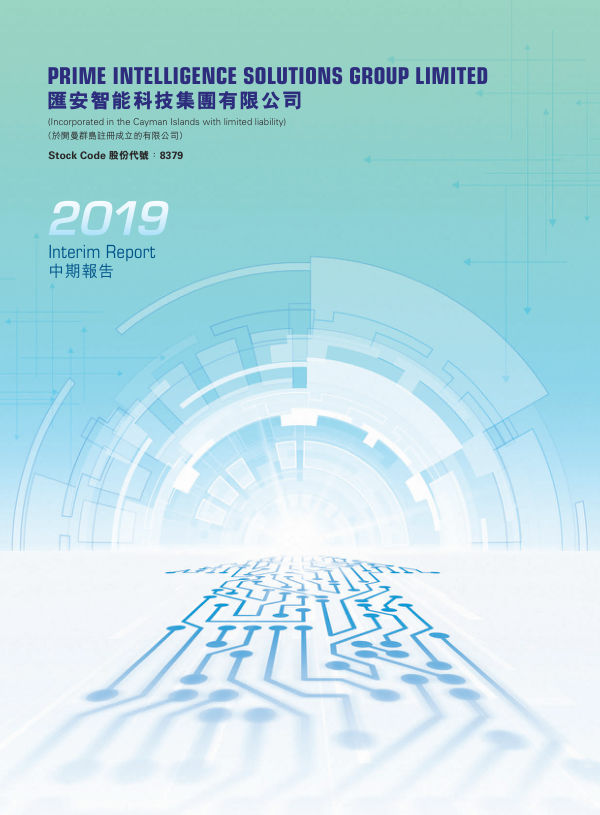 PRIME INTELLIGENCE SOLUTIONS GROUP LIMITED
匯安智能科技集團有限公司
(Incorporated in the Cayman Islands with limited liability)
（於開曼群島註冊成立的有限公司）
Stock Code 股份代號：8379
2019
Interim Report
中期報告